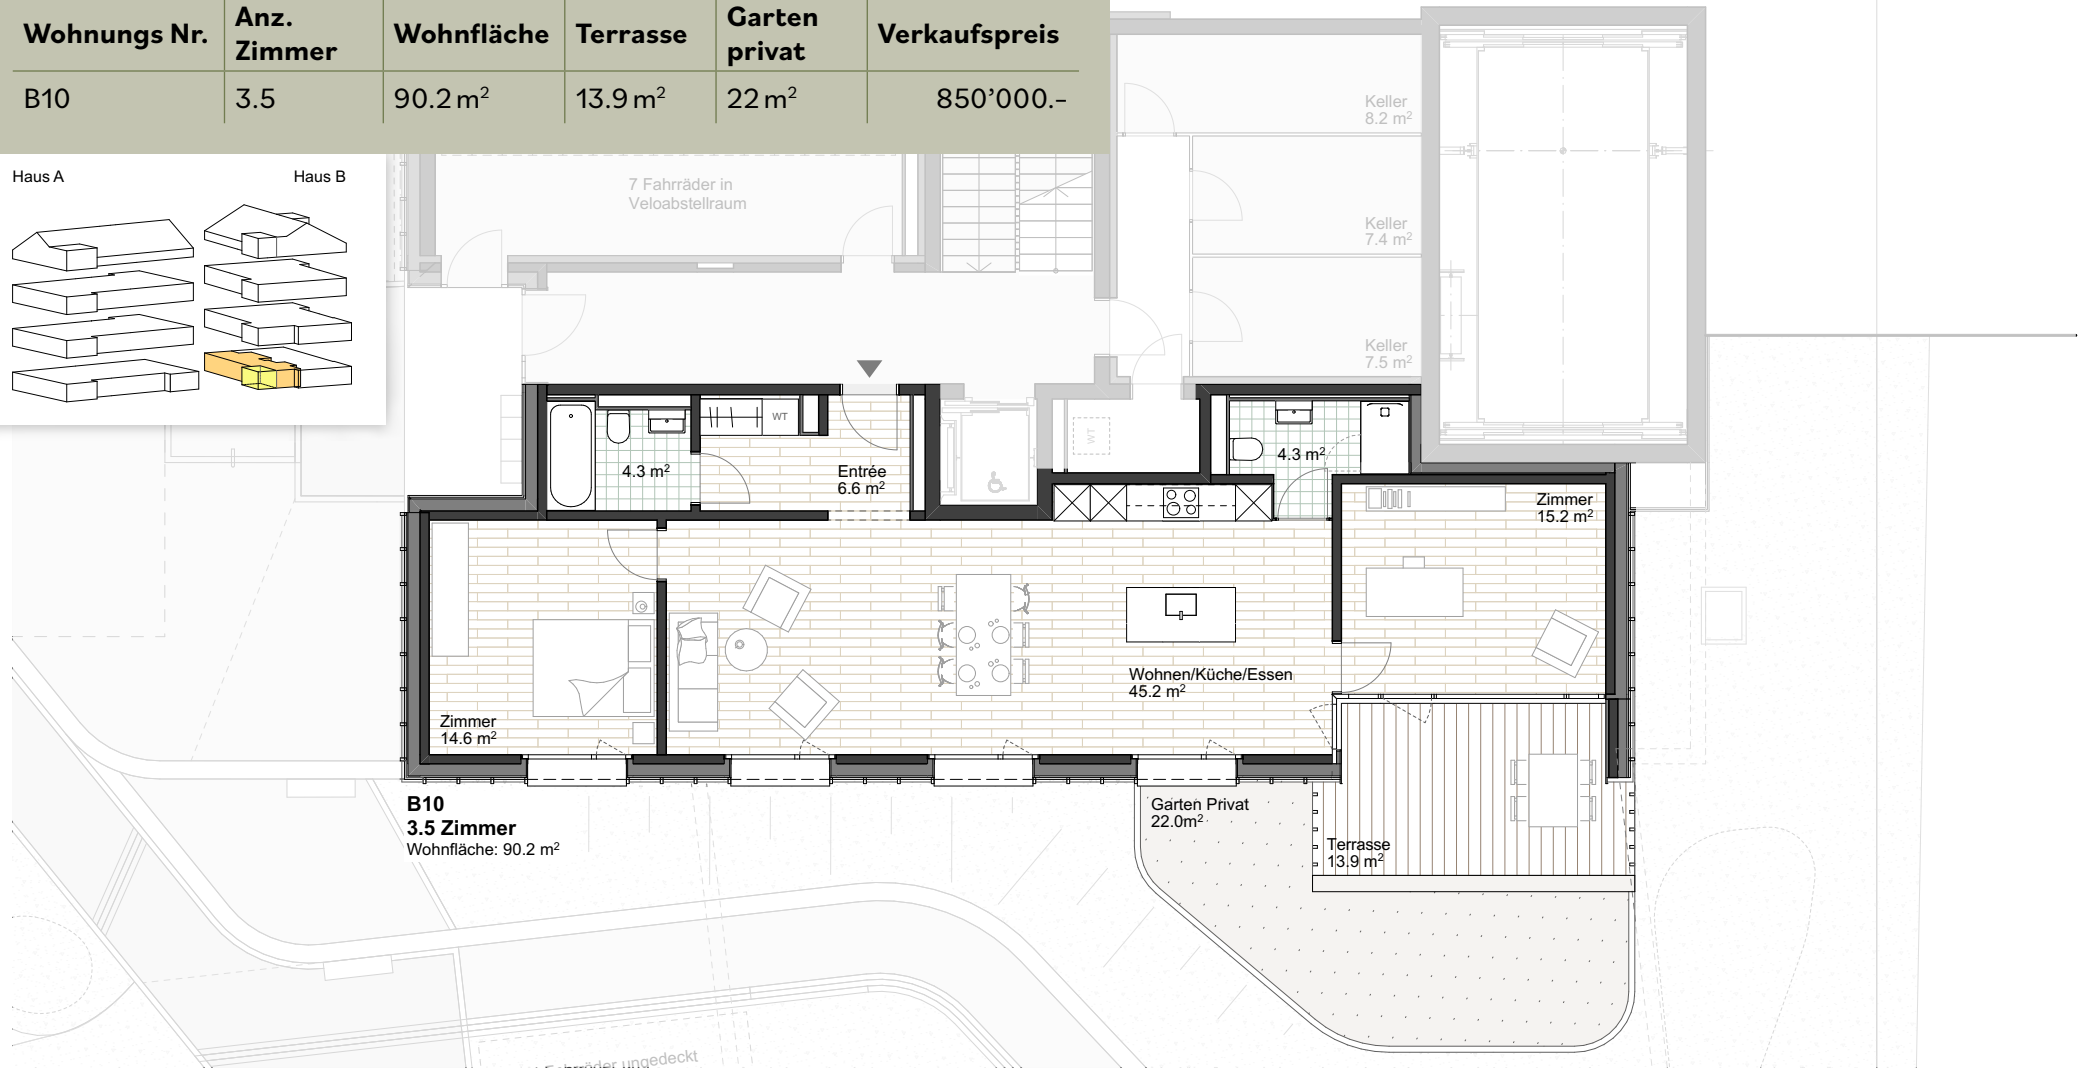 Wohnungs Nr.
Anz.
Zimmer
Wohnfläche
Terrasse
Garten
privat
Verkaufspreis
B10
3.5
90.2 m²
13.9 m²
22 m²
850’000.-
Haus A
Haus B
7 Fahrräder in
Veloabstellraum
Keller
8.2 m²
Keller
7.4 m²
Keller
7.5 m²
WT
WT
4.3 m²
Entrée
6.6 m²
4.3 m²
Zimmer
15.2 m²
Wohnen/Küche/Essen
45.2 m²
Zimmer
14.6 m²
B10
3.5 Zimmer
Wohnfläche: 90.2 m²
Garten Privat
22.0m²
Terrasse
13.9 m²
Fahrräder ungedeckt